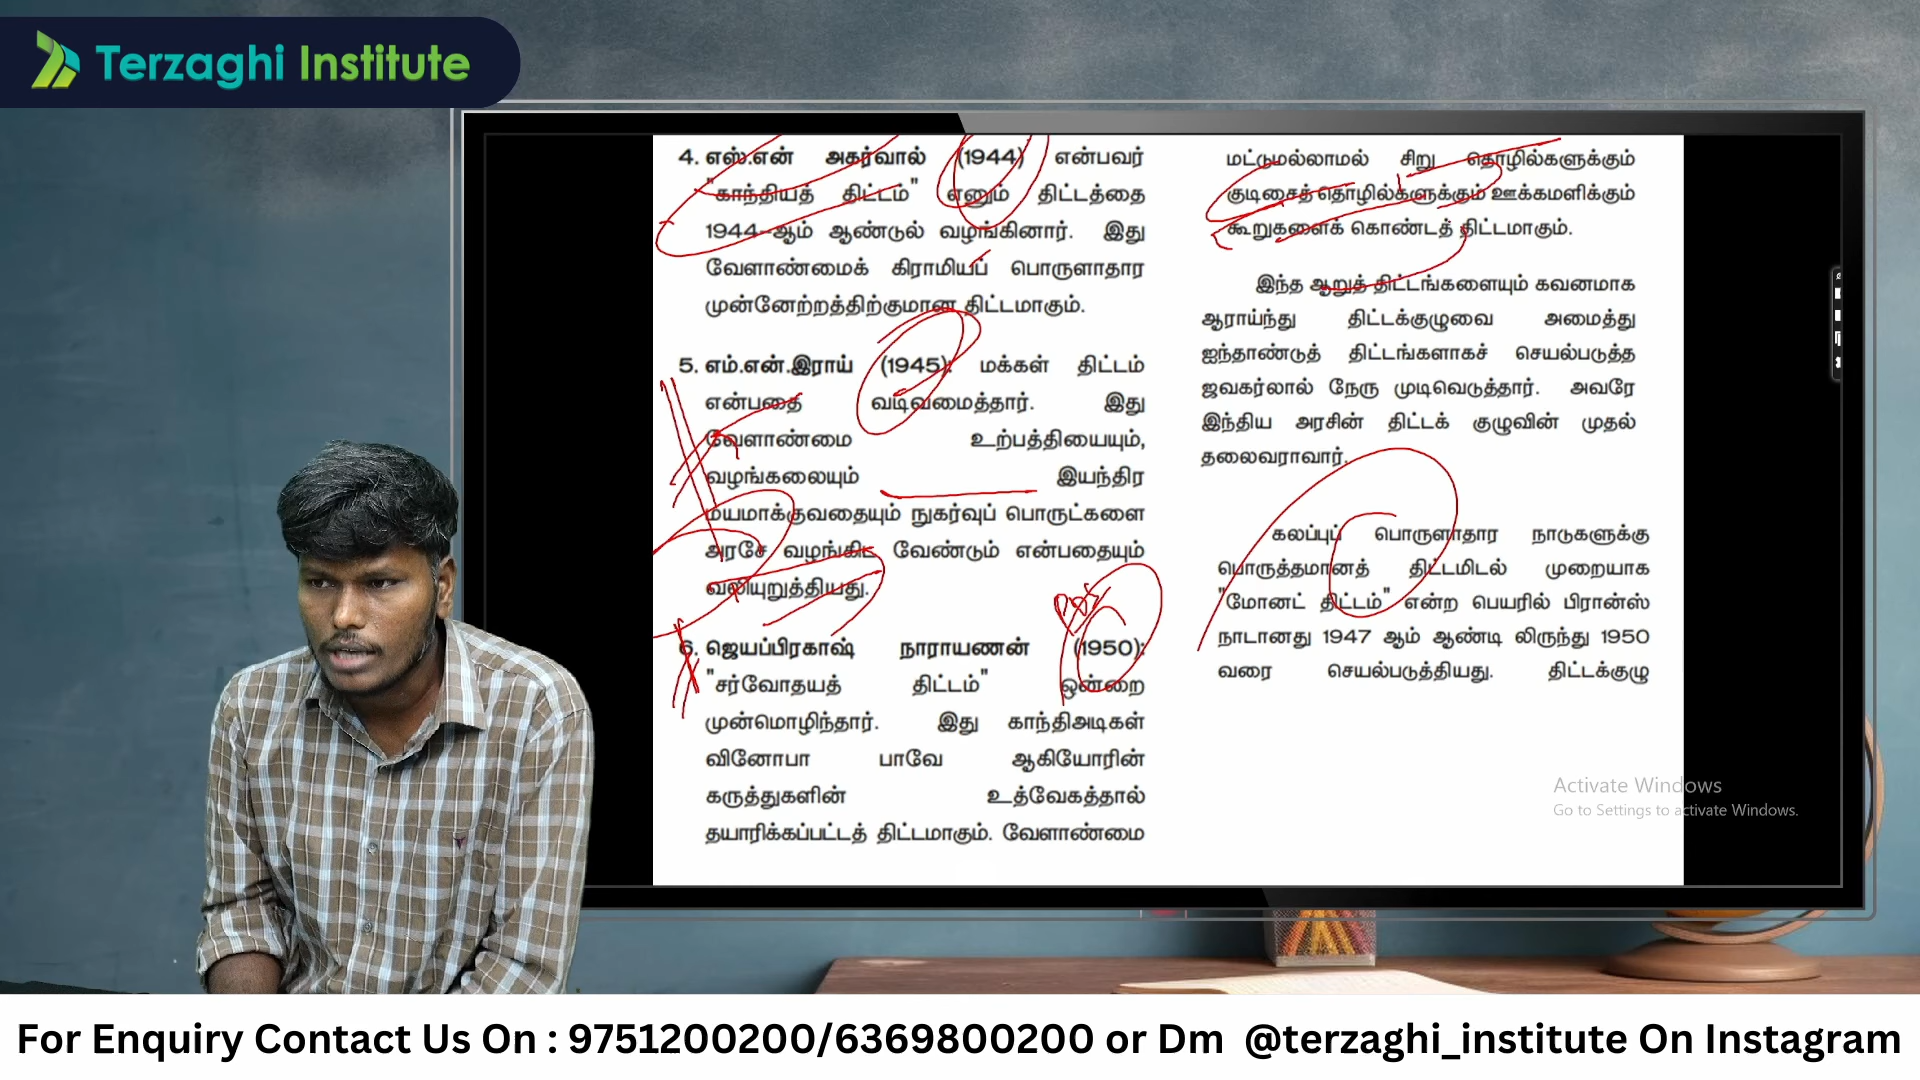 Terzaghi Institute
4. எஸ்.என் அகர்வால் (1944) என்பவர்
"காந்தியத் திட்டம்" எனும் திட்டத்தை
1944-ஆம் ஆண்டுல் வழங்கினார். இது
வேளாண்மைக் கிராமியப் பொருளாதார
முன்னேற்றத்திற்குமான திட்டமாகும்.
5. எம்.என்.இராய் (1945): மக்கள் திட்டம்
என்பதை வடிவமைத்தார். இது
வேளாண்மை உற்பத்தியையும்,
வழங்கலையும் இயந்திர
மயமாக்குவதையும் நுகர்வுப் பொருட்களை
அரசே வழங்கிட வேண்டும் என்பதையும்
வலியுறுத்தியது.
6. ஜெயப்பிரகாஷ் நாராயணன் (1950):
"சர்வோதயத் திட்டம்" ஒன்றை
முன்மொழிந்தார். இது காந்திஅடிகள்
வினோபா பாவே ஆகியோரின்
கருத்துகளின் உத்வேகத்தால்
தயாரிக்கப்பட்டத் திட்டமாகும். வேளாண்மை
மட்டுமல்லாமல் சிறு தொழில்களுக்கும்
குடிசைத்தொழில்களுக்கும் ஊக்கமளிக்கும்
கூறுகளைக் கொண்டத் திட்டமாகும்.
இந்த ஆறுத் திட்டங்களையும் கவனமாக
ஆராய்ந்து திட்டக்குழுவை அமைத்து
ஐந்தாண்டுத் திட்டங்களாகச் செயல்படுத்த
ஜவகர்லால் நேரு முடிவெடுத்தார். அவரே
இந்திய அரசின் திட்டக் குழுவின் முதல்
தலைவராவார்.
கலப்புப் பொருளாதார நாடுகளுக்கு
பொருத்தமானத் திட்டமிடல் முறையாக
"மோனட் திட்டம்" என்ற பெயரில் பிரான்ஸ்
நாடானது 1947 ஆம் ஆண்டி லிருந்து 1950
வரை செயல்படுத்தியது. திட்டக்குழு
Activate Windows
Go to Settings to activate Windows.
For Enquiry Contact Us On : 9751200200/6369800200 or Dm @terzaghi_institute On Instagram